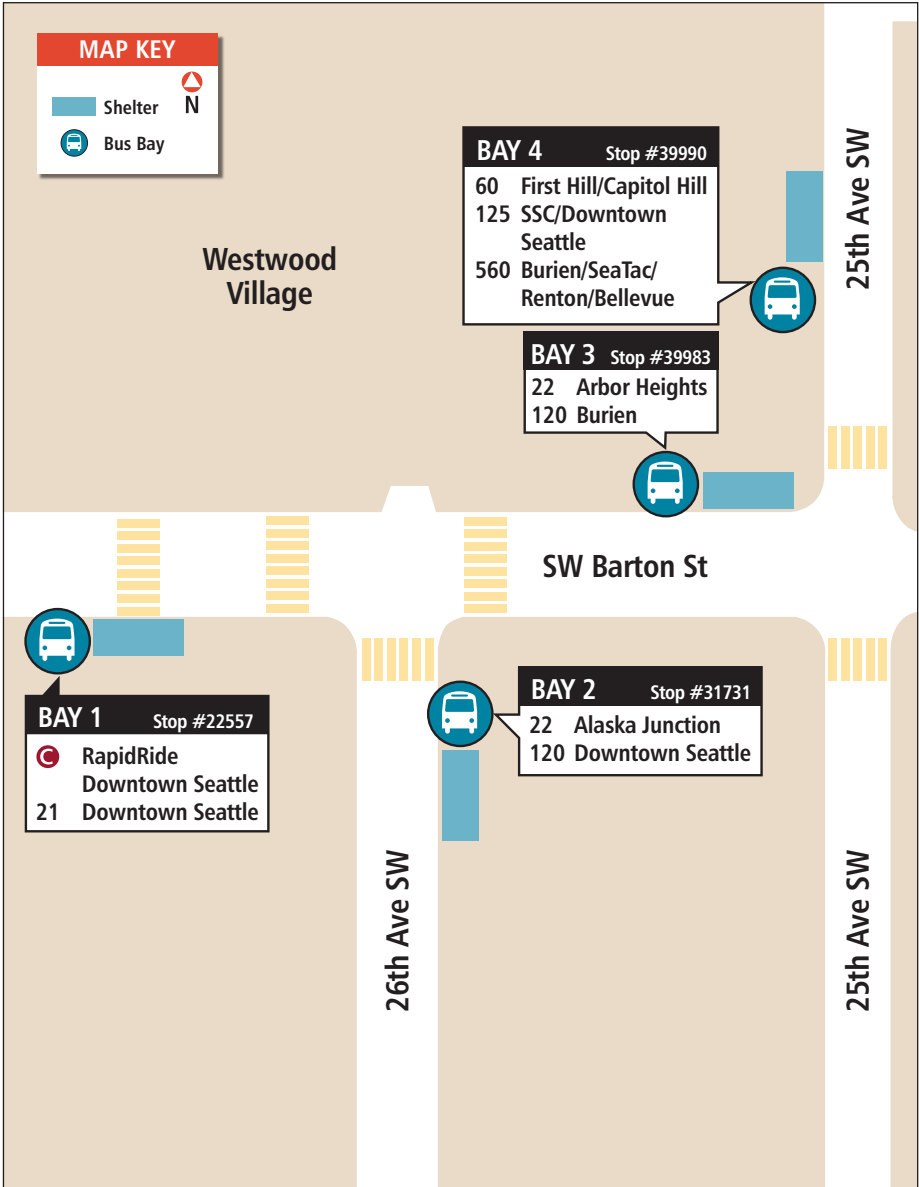 MAP KEY
N
Shelter
Bus Bay
Westwood
Village
25th Ave SW
BAY 4 Stop #39990
60 First Hill/Capitol Hill
125 SSC/Downtown
Seattle
560 Burien/SeaTac/
Renton/Bellevue
BAY 3 Stop #39983
22 Arbor Heights
120 Burien
SW Barton St
BAY 1 Stop #22557
C RapidRide
Downtown Seattle
21 Downtown Seattle
BAY 2 Stop #31731
22 Alaska Junction
120 Downtown Seattle
26th Ave SW
25th Ave SW